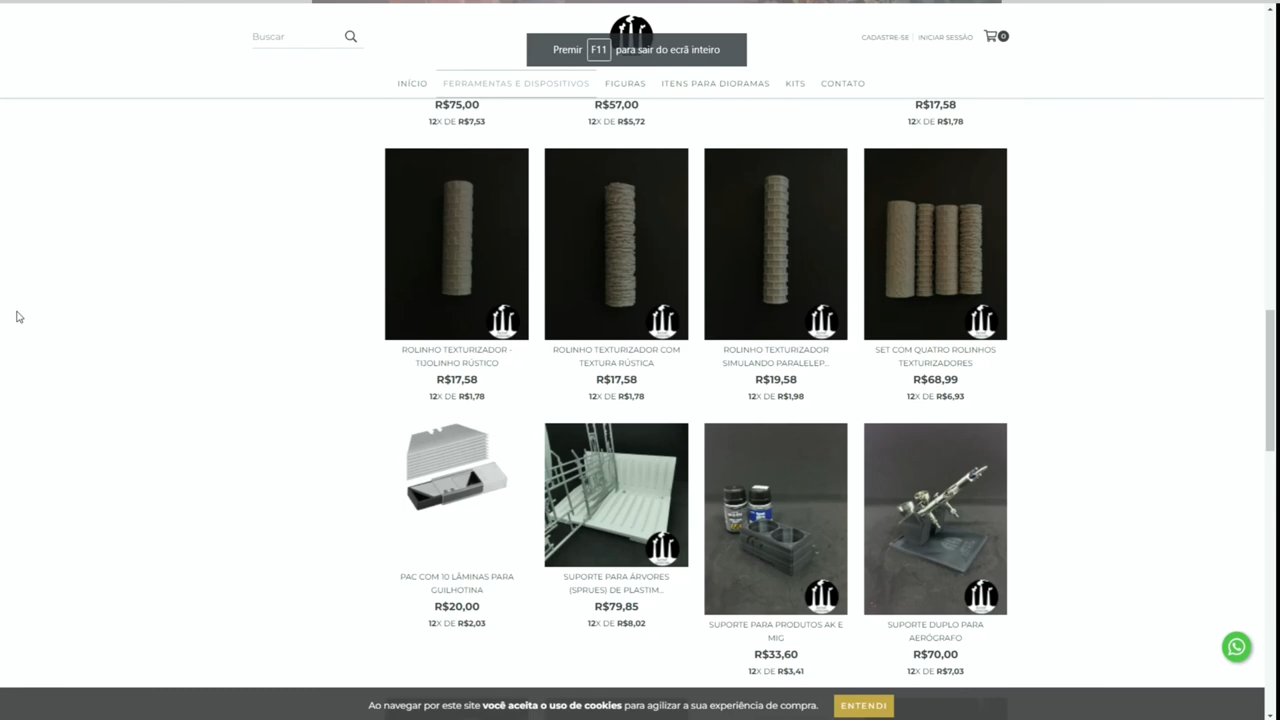 Buscar
Premir F11 para sair do ecrã inteiro
CADASTRE-SE | INICIAR SESSÃO
0
INÍCIO
FERRAMENTAS E DISPOSITIVOS
FIGURAS
ITENS PARA DIORAMAS
KITS
CONTATO
R$75,00
12X DE R$7,53
R$57,00
12X DE R$5,72
R$17,58
12X DE R$1,78
ROLINHO TEXTURIZADOR -
TIJOLINHO RÚSTICO
R$17,58
12X DE R$1,78
ROLINHO TEXTURIZADOR COM
TEXTURA RÚSTICA
R$17,58
12X DE R$1,78
ROLINHO TEXTURIZADOR
SIMULANDO PARALELEP...
R$19,58
12X DE R$1,98
SET COM QUATRO ROLINHOS
TEXTURIZADORES
R$68,99
12X DE R$6,93
PAC COM 10 LÂMINAS PARA
GUILHOTINA
R$20,00
12X DE R$2,03
SUPORTE PARA ÁRVORES
(SPRUES) DE PLASTIM...
R$79,85
12X DE R$8,02
SUPORTE PARA PRODUTOS AK E
MIG
R$33,60
12X DE R$3,41
SUPORTE DUPLO PARA
AERÓGRAFO
R$70,00
12X DE R$7,03
Ao navegar por este site você aceita o uso de cookies para agilizar a sua experiência de compra.
ENTENDI